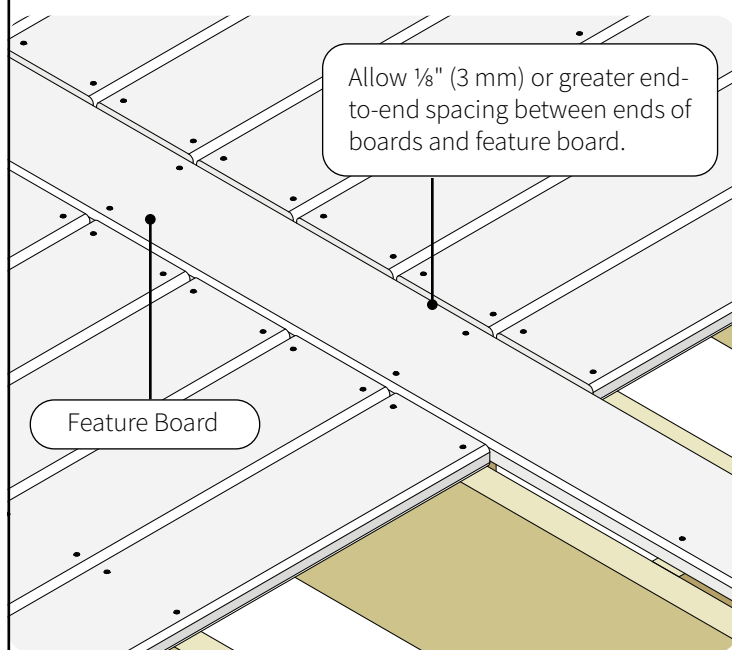 Allow ⅛" (3 mm) or greater end-
to-end spacing between ends of
boards and feature board.
Feature Board